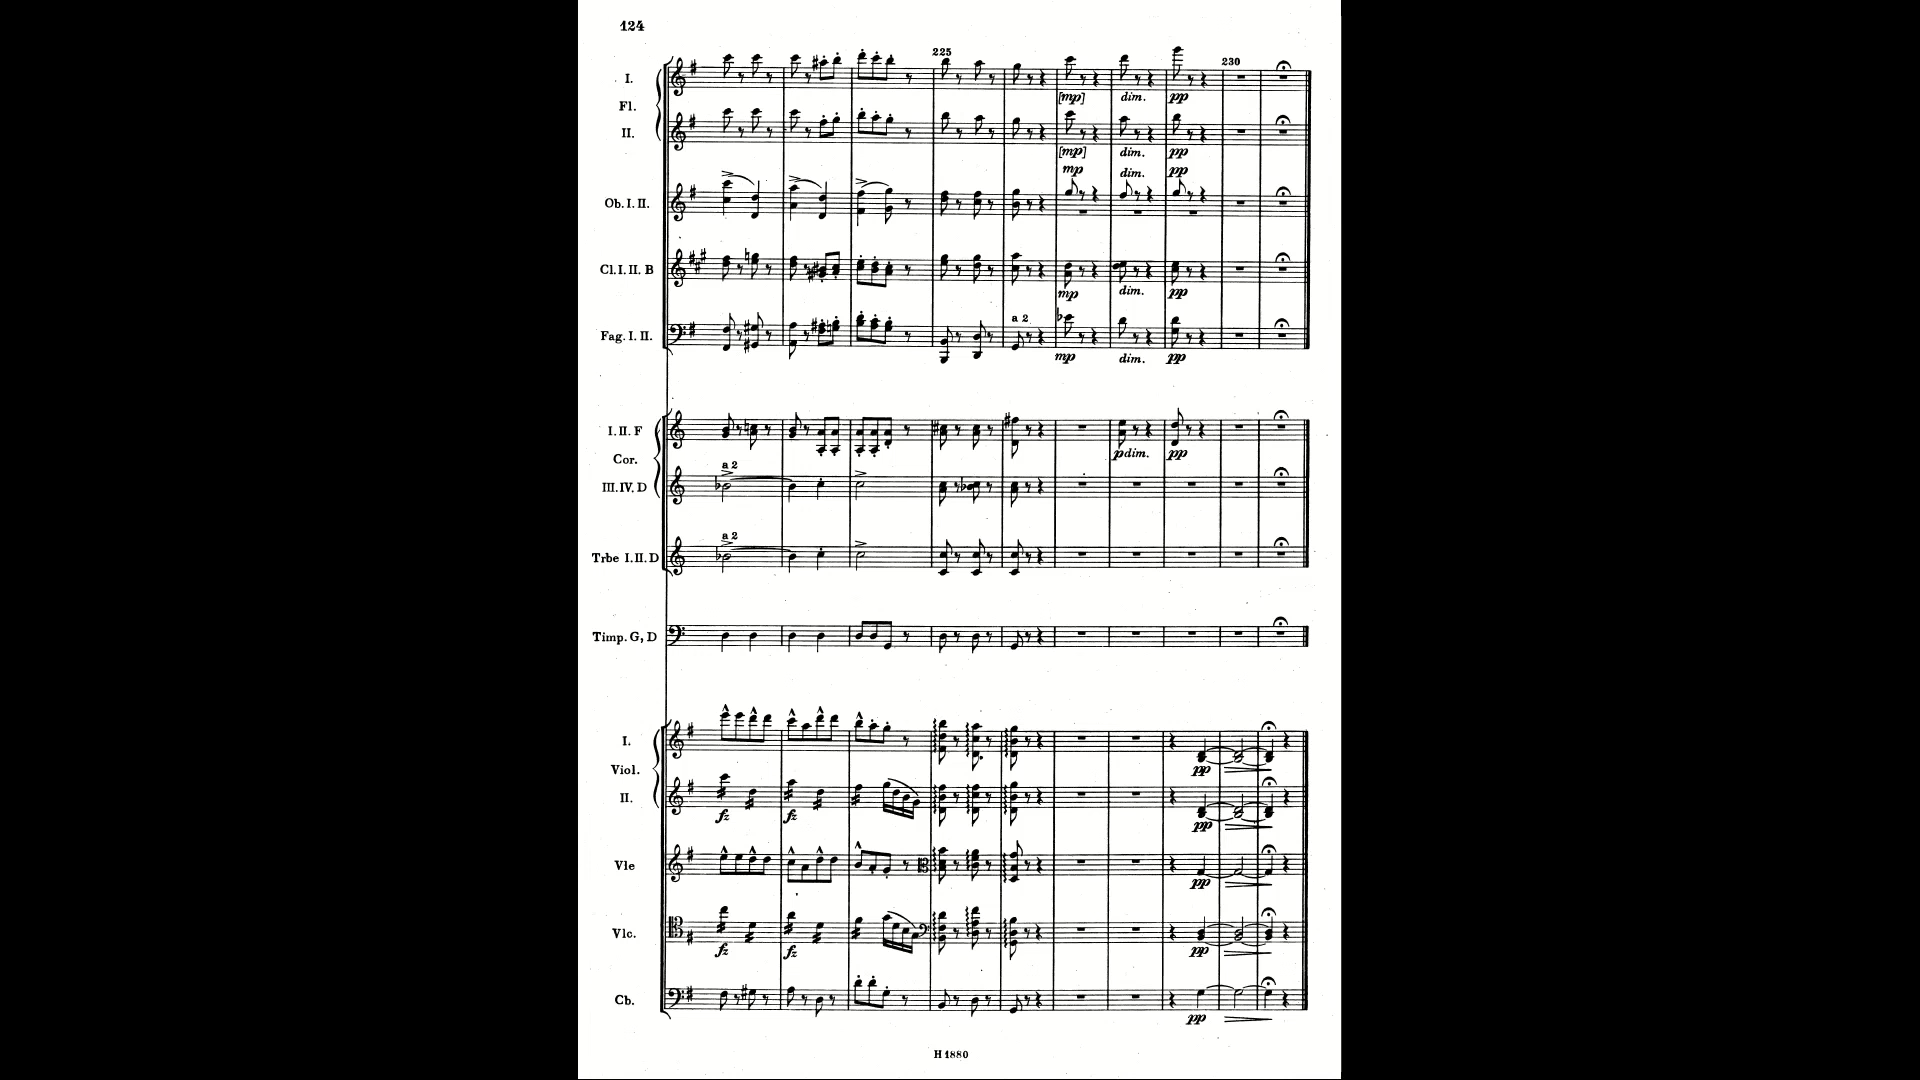 124
225
230
I.
[mp] dim. pp
Fl.
II.
[mp] dim. pp
mp dim. pp
Ob. I. II.
Cl. I. II. B
mp dim. pp
a 2
Fag. I. II.
mp dim. pp
I. II. F
p dim. pp
Cor.
a 2
III. IV. D
a 2
Trbe I. II. D
Timp. G, D
I.
pp
Viol.
II.
fz fz pp
Vle
pp
Vlc.
fz fz pp
Cb.
pp
H 1880